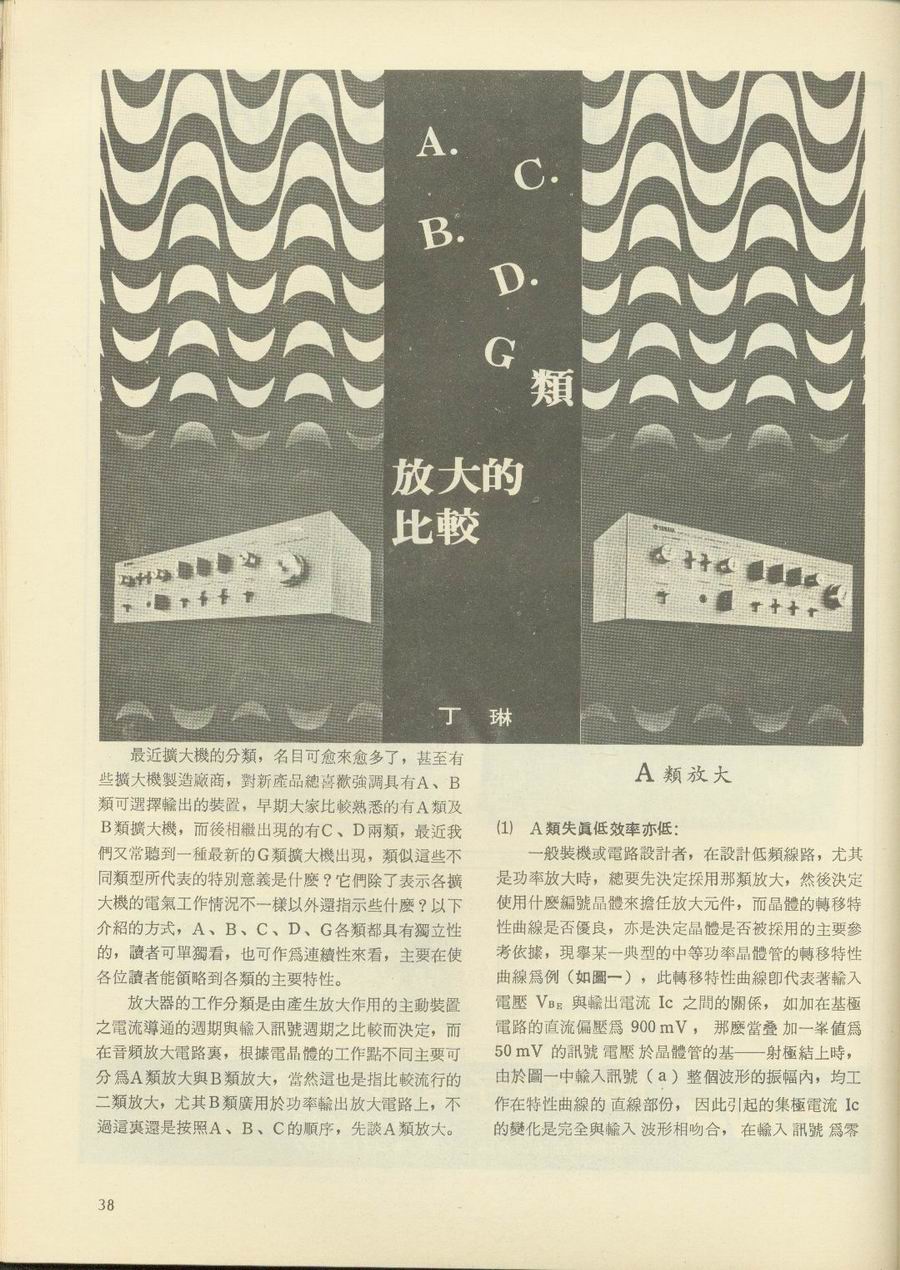 A.
C.
B.
D.
G
類
放大的
比較
YAMAHA
丁 琳
最近擴大機的分類，名目可愈來愈多了，甚至有
些擴大機製造廠商，對新產品總喜歡強調具有A、B
類可選擇輸出的裝置，早期大家比較熟悉的有A類及
B類擴大機，而後相繼出現的有C、D兩類，最近我
們又常聽到一種最新的G類擴大機出現，類似這些不
同類型所代表的特別意義是什麼？它們除了表示各擴
大機的電氣工作情況不一樣以外還指示些什麼？以下
介紹的方式，A、B、C、D、G各類都具有獨立性
的，讀者可單獨看，也可作爲連續性來看，主要在使
各位讀者能領略到各類的主要特性。
放大器的工作分類是由產生放大作用的主動裝置
之電流導通的週期與輸入訊號週期之比較而決定，而
在音頻放大電路裏，根據電晶體的工作點不同主要可
分爲A類放大與B類放大，當然這也是指比較流行的
二類放大，尤其B類廣用於功率輸出放大電路上，不
過這裏還是按照A、B、C的順序，先談A類放大。
A 類放大
⑴ A類失眞低效率亦低：
一般裝機或電路設計者，在設計低頻線路，尤其
是功率放大時，總要先決定採用那類放大，然後決定
使用什麼編號晶體來擔任放大元件，而晶體的轉移特
性曲線是否優良，亦是決定晶體是否被採用的主要參
考依據，現擧某一典型的中等功率晶體管的轉移特性
曲線爲例（如圖一），此轉移特性曲線卽代表著輸入
電壓 VBE 與輸出電流 Ic 之間的關係，如加在基極
電路的直流偏壓爲 900 mV，那麼當叠加一峯値爲
50 mV 的訊號電壓於晶體管的基——射極結上時，
由於圖一中輸入訊號（a）整個波形的振幅內，均工
作在特性曲線的直線部份，因此引起的集極電流 Ic
的變化是完全與輸入波形相吻合，在輸入訊號爲零
38